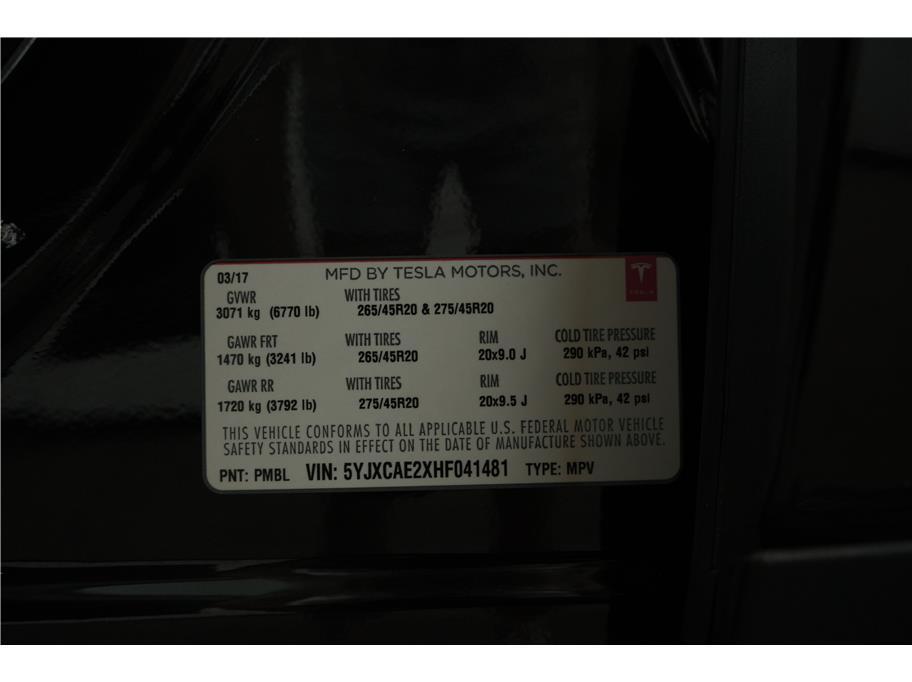 03/17 MFD BY TESLA MOTORS, INC.
GVWR WITH TIRES
3071 kg (6770 lb) 265/45R20 & 275/45R20
GAWR FRT WITH TIRES RIM COLD TIRE PRESSURE
1470 kg (3241 lb) 265/45R20 20x9.0 J 290 kPa, 42 psi
GAWR RR WITH TIRES RIM COLD TIRE PRESSURE
1720 kg (3792 lb) 275/45R20 20x9.5 J 290 kPa, 42 psi
THIS VEHICLE CONFORMS TO ALL APPLICABLE U.S. FEDERAL MOTOR VEHICLE
SAFETY STANDARDS IN EFFECT ON THE DATE OF MANUFACTURE SHOWN ABOVE.
PNT: PMBL VIN: 5YJXCAE2XHF041481 TYPE: MPV
TESLA